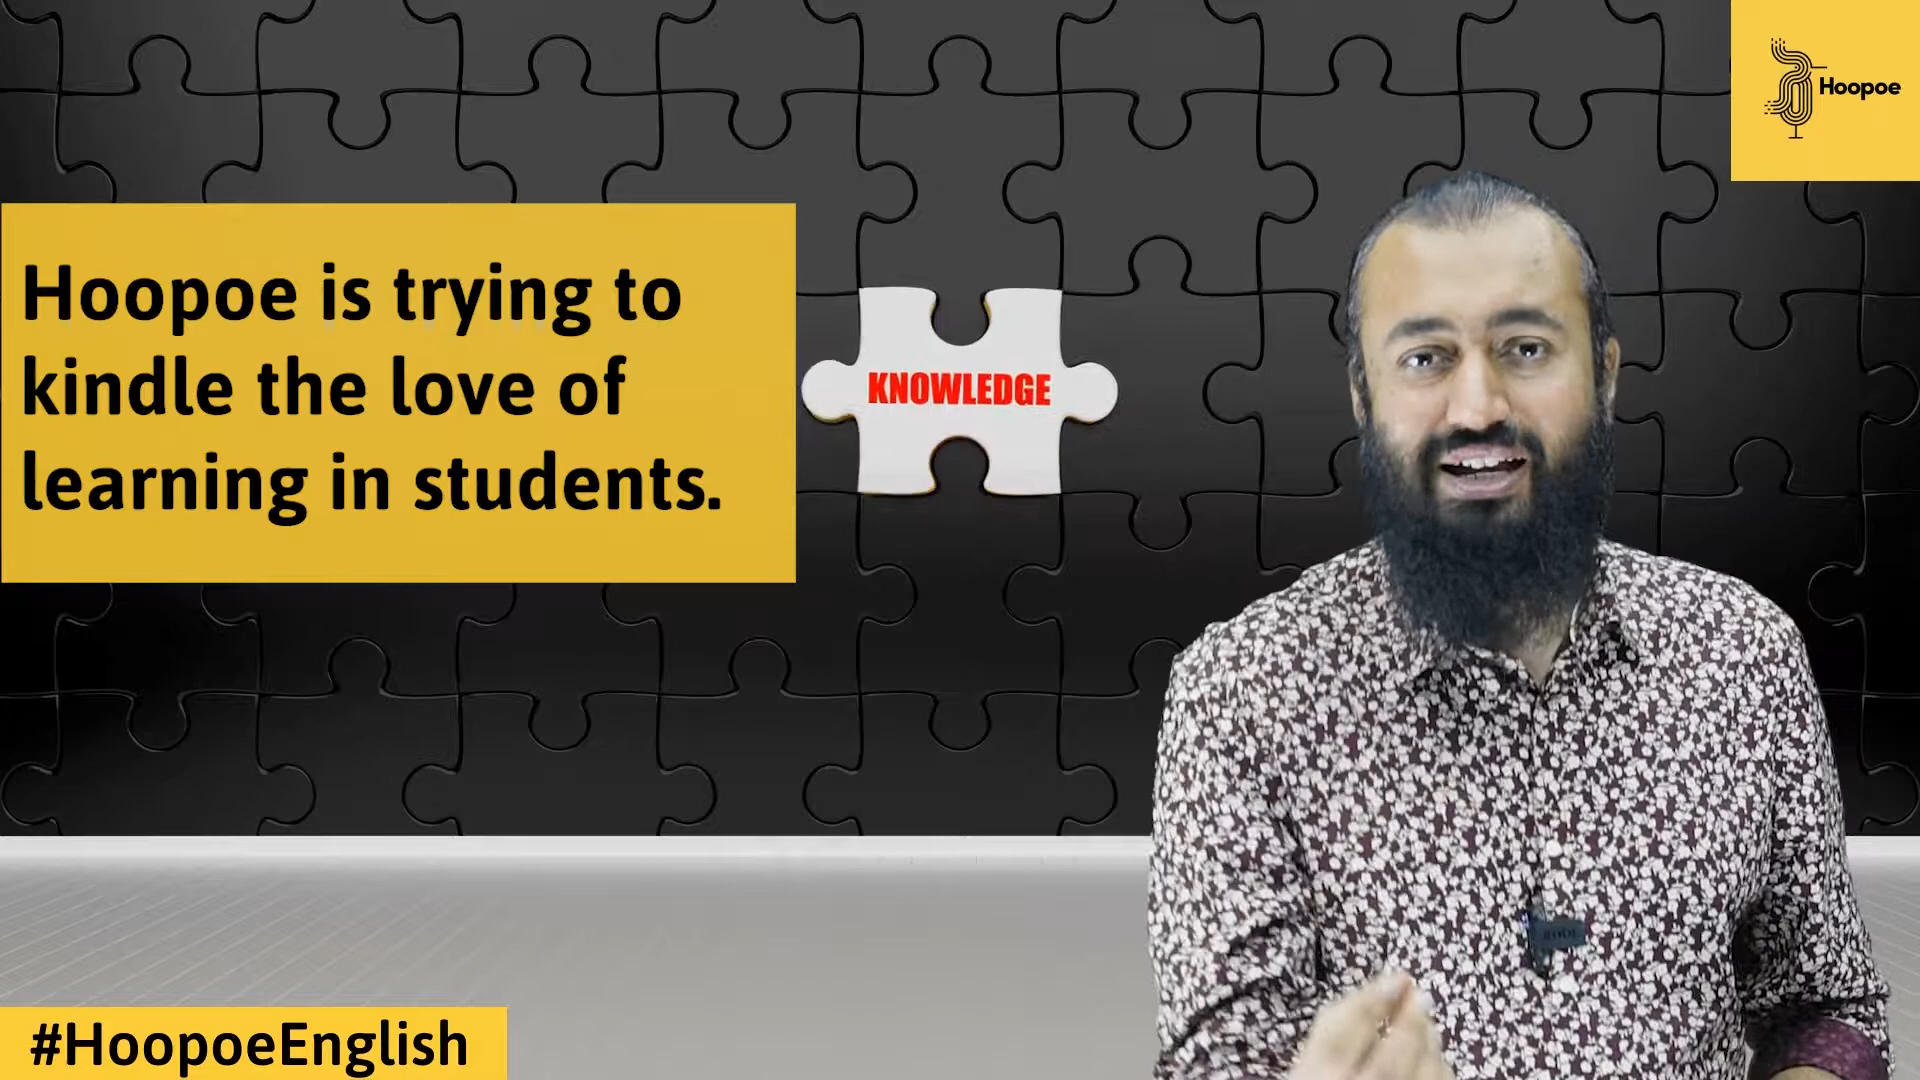 Hoopoe
Hoopoe is trying to
kindle the love of
learning in students.
KNOWLEDGE
#HoopoeEnglish